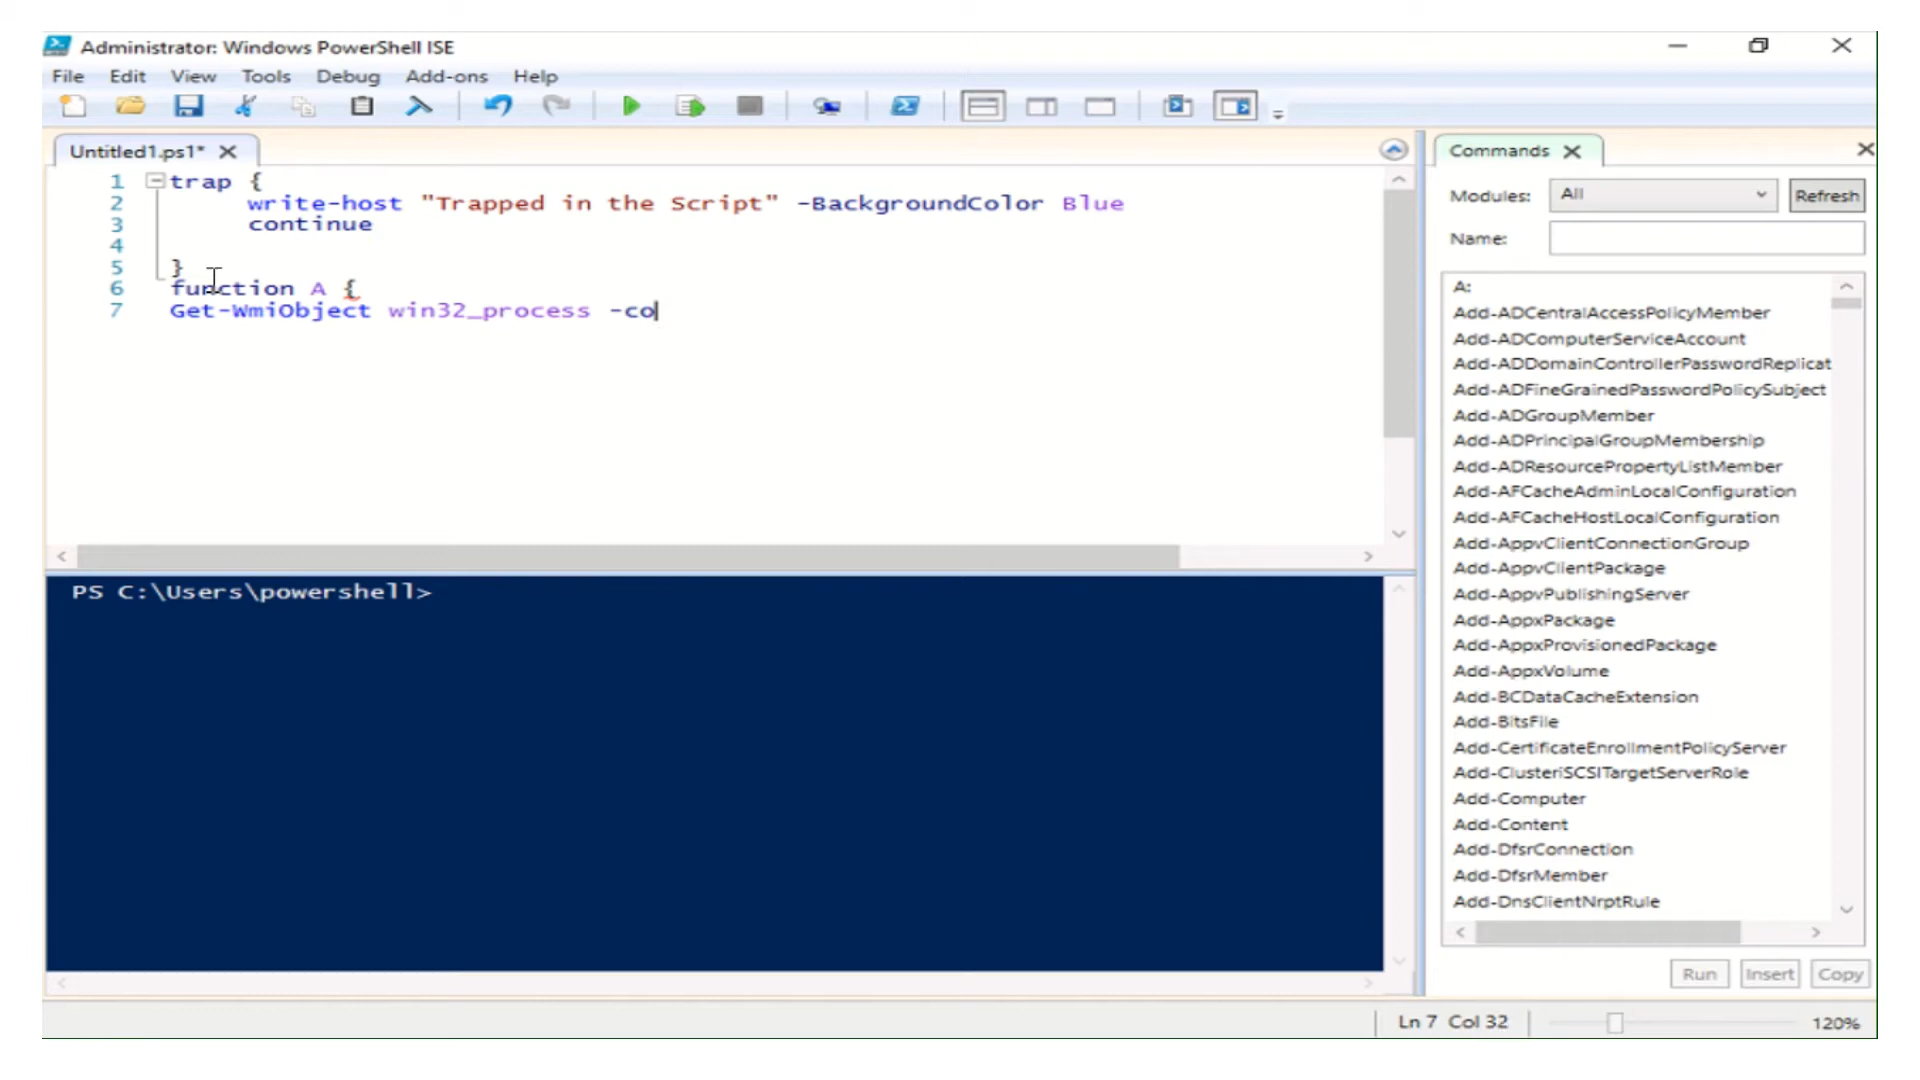 Administrator: Windows PowerShell ISE
File Edit View Tools Debug Add-ons Help
Untitled1.ps1*
1 trap {
2 write-host "Trapped in the Script" -BackgroundColor Blue
3 continue
4
5 }
6 function A {
7 Get-WmiObject win32_process -co
PS C:\Users\powershell>
Commands
Modules: All Refresh
Name:
A:
Add-ADCentralAccessPolicyMember
Add-ADComputerServiceAccount
Add-ADDomainControllerPasswordReplicat
Add-ADFineGrainedPasswordPolicySubject
Add-ADGroupMember
Add-ADPrincipalGroupMembership
Add-ADResourcePropertyListMember
Add-AFCacheAdminLocalConfiguration
Add-AFCacheHostLocalConfiguration
Add-AppvClientConnectionGroup
Add-AppvClientPackage
Add-AppvPublishingServer
Add-AppxPackage
Add-AppxProvisionedPackage
Add-AppxVolume
Add-BCDataCacheExtension
Add-BitsFile
Add-CertificateEnrollmentPolicyServer
Add-ClusteriSCSITargetServerRole
Add-Computer
Add-Content
Add-DfsrConnection
Add-DfsrMember
Add-DnsClientNrptRule
Run Insert Copy
Ln 7 Col 32 120%